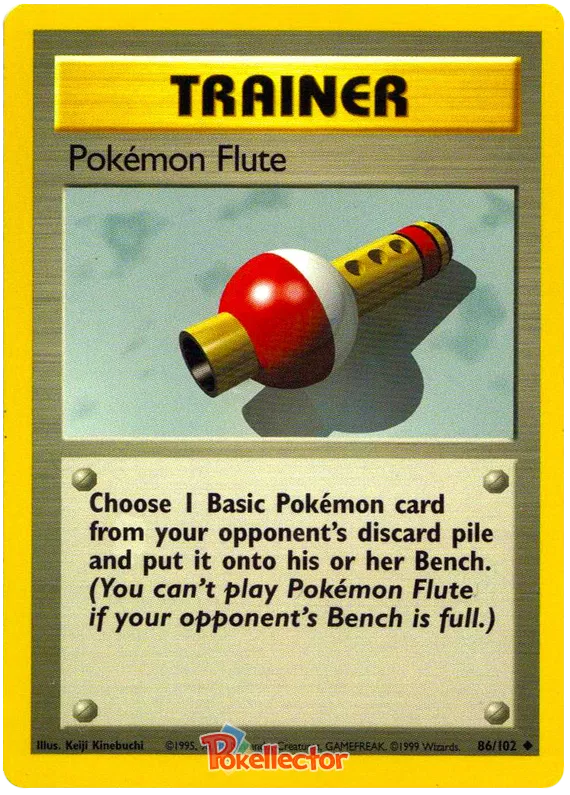 TRAINER
Pokémon Flute
Choose 1 Basic Pokémon card
from your opponent's discard pile
and put it onto his or her Bench.
(You can't play Pokémon Flute
if your opponent's Bench is full.)
Illus. Keiji Kinebuchi ©1995, Creatures, GAMEFREAK. ©1999 Wizards. 86/102
Pokellector